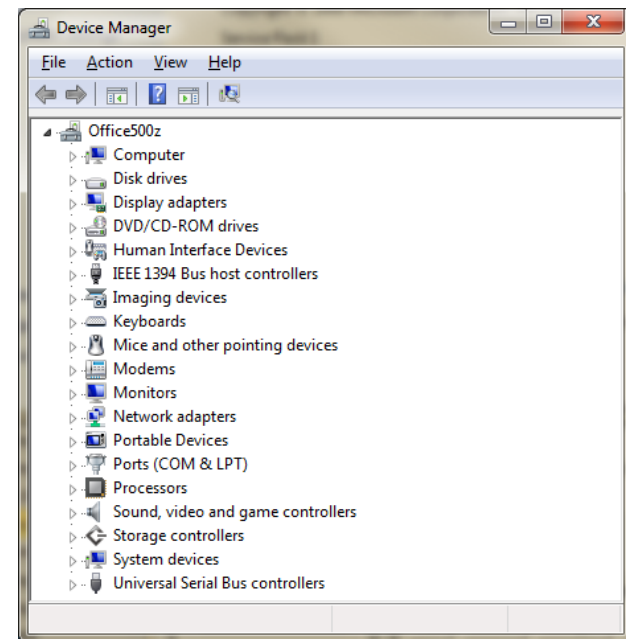 Device Manager
File Action View Help
Office500z
Computer
Disk drives
Display adapters
DVD/CD-ROM drives
Human Interface Devices
IEEE 1394 Bus host controllers
Imaging devices
Keyboards
Mice and other pointing devices
Modems
Monitors
Network adapters
Portable Devices
Ports (COM & LPT)
Processors
Sound, video and game controllers
Storage controllers
System devices
Universal Serial Bus controllers